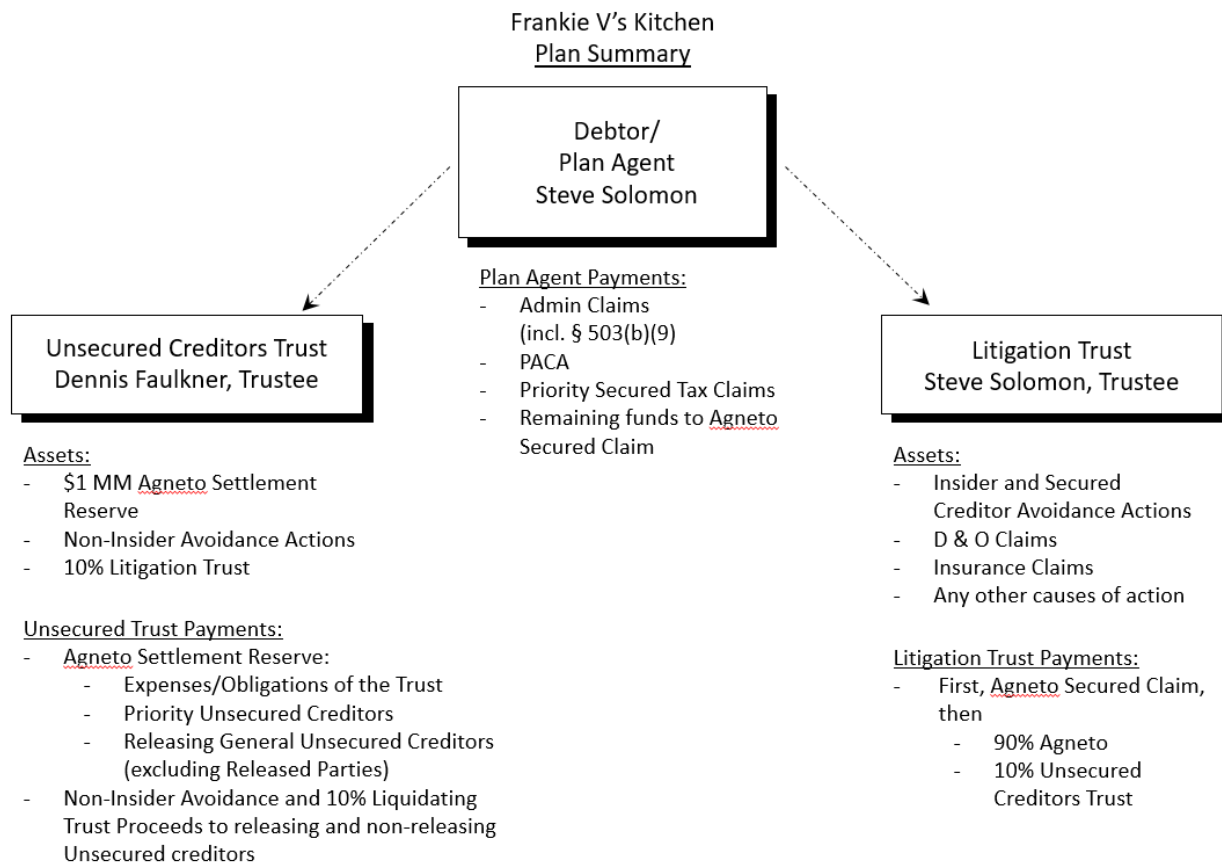 Frankie V's Kitchen
Plan Summary
Debtor/
Plan Agent
Steve Solomon
Plan Agent Payments:
- Admin Claims
(incl. § 503(b)(9)
- PACA
- Priority Secured Tax Claims
- Remaining funds to Agneto
Secured Claim
Unsecured Creditors Trust
Dennis Faulkner, Trustee
Assets:
- $1 MM Agneto Settlement
Reserve
- Non-Insider Avoidance Actions
- 10% Litigation Trust
Unsecured Trust Payments:
- Agneto Settlement Reserve:
- Expenses/Obligations of the Trust
- Priority Unsecured Creditors
- Releasing General Unsecured Creditors
(excluding Released Parties)
- Non-Insider Avoidance and 10% Liquidating
Trust Proceeds to releasing and non-releasing
Unsecured creditors
Litigation Trust
Steve Solomon, Trustee
Assets:
- Insider and Secured
Creditor Avoidance Actions
- D & O Claims
- Insurance Claims
- Any other causes of action
Litigation Trust Payments:
- First, Agneto Secured Claim,
then
- 90% Agneto
- 10% Unsecured
Creditors Trust